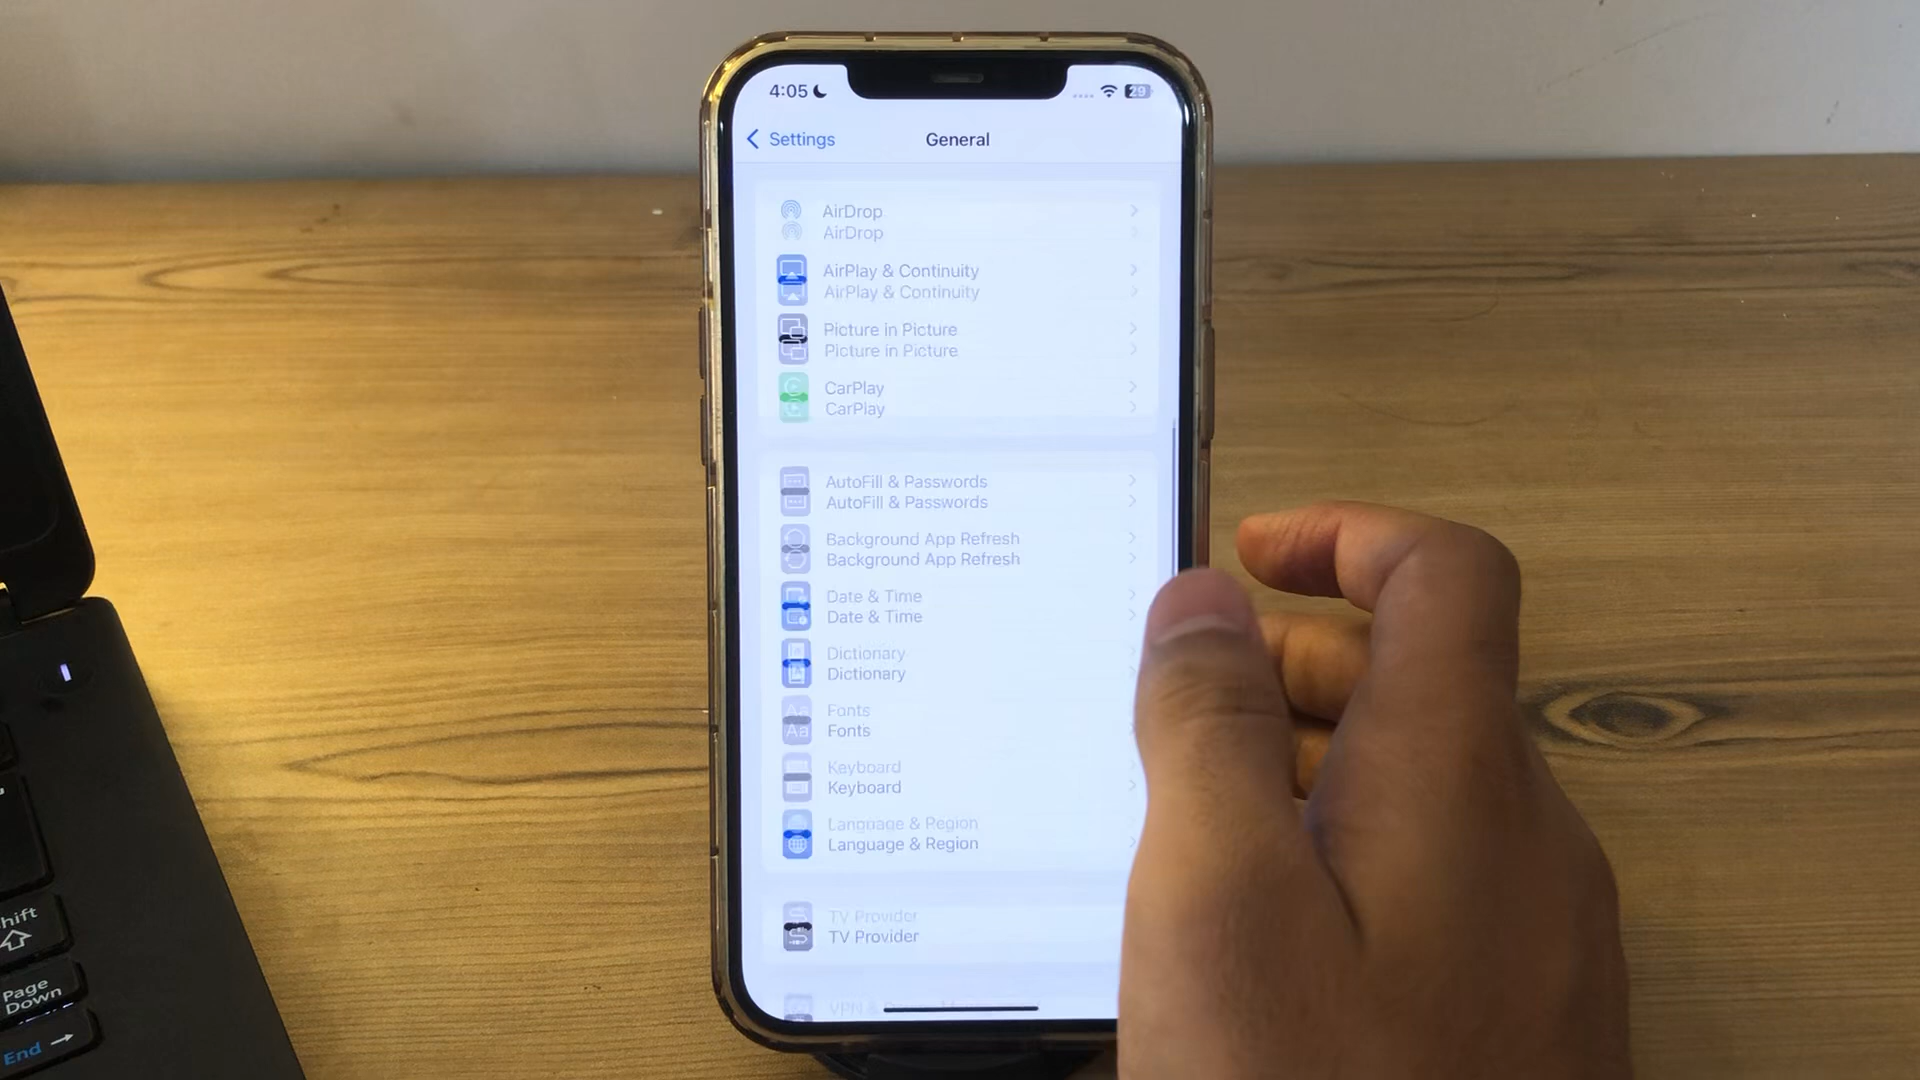 4:05
29
Settings
General
AirDrop
AirDrop
AirPlay & Continuity
AirPlay & Continuity
Picture in Picture
Picture in Picture
CarPlay
CarPlay
AutoFill & Passwords
AutoFill & Passwords
Background App Refresh
Background App Refresh
Date & Time
Date & Time
Dictionary
Dictionary
Fonts
Fonts
Keyboard
Keyboard
Language & Region
Language & Region
TV Provider
TV Provider
VPN &
hift
Page
Down
End